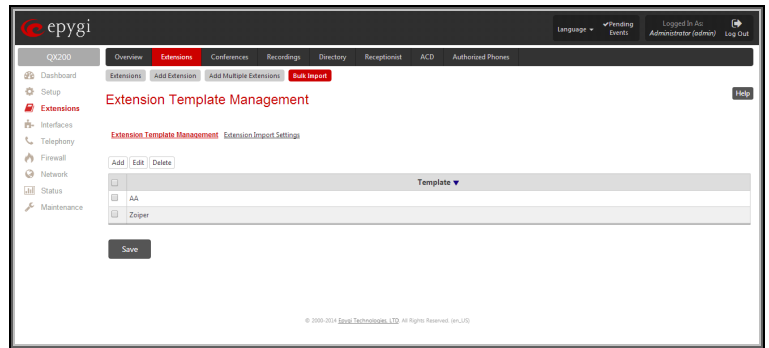 epygi
Language
Pending Events
Logged In As:
Administrator (admin)
Log Out
QX200
Overview Extensions Conferences Recordings Directory Receptionist ACD Authorized Phones
Dashboard
Setup
Extensions
Interfaces
Telephony
Firewall
Network
Status
Maintenance
Extensions Add Extension Add Multiple Extensions Bulk Import
Extension Template Management
Help
Extension Template Management Extension Import Settings
Add Edit Delete
Template
AA
Zoiper
Save
© 2000-2014 Epygi Technologies, LTD. All Rights Reserved. (en_US)